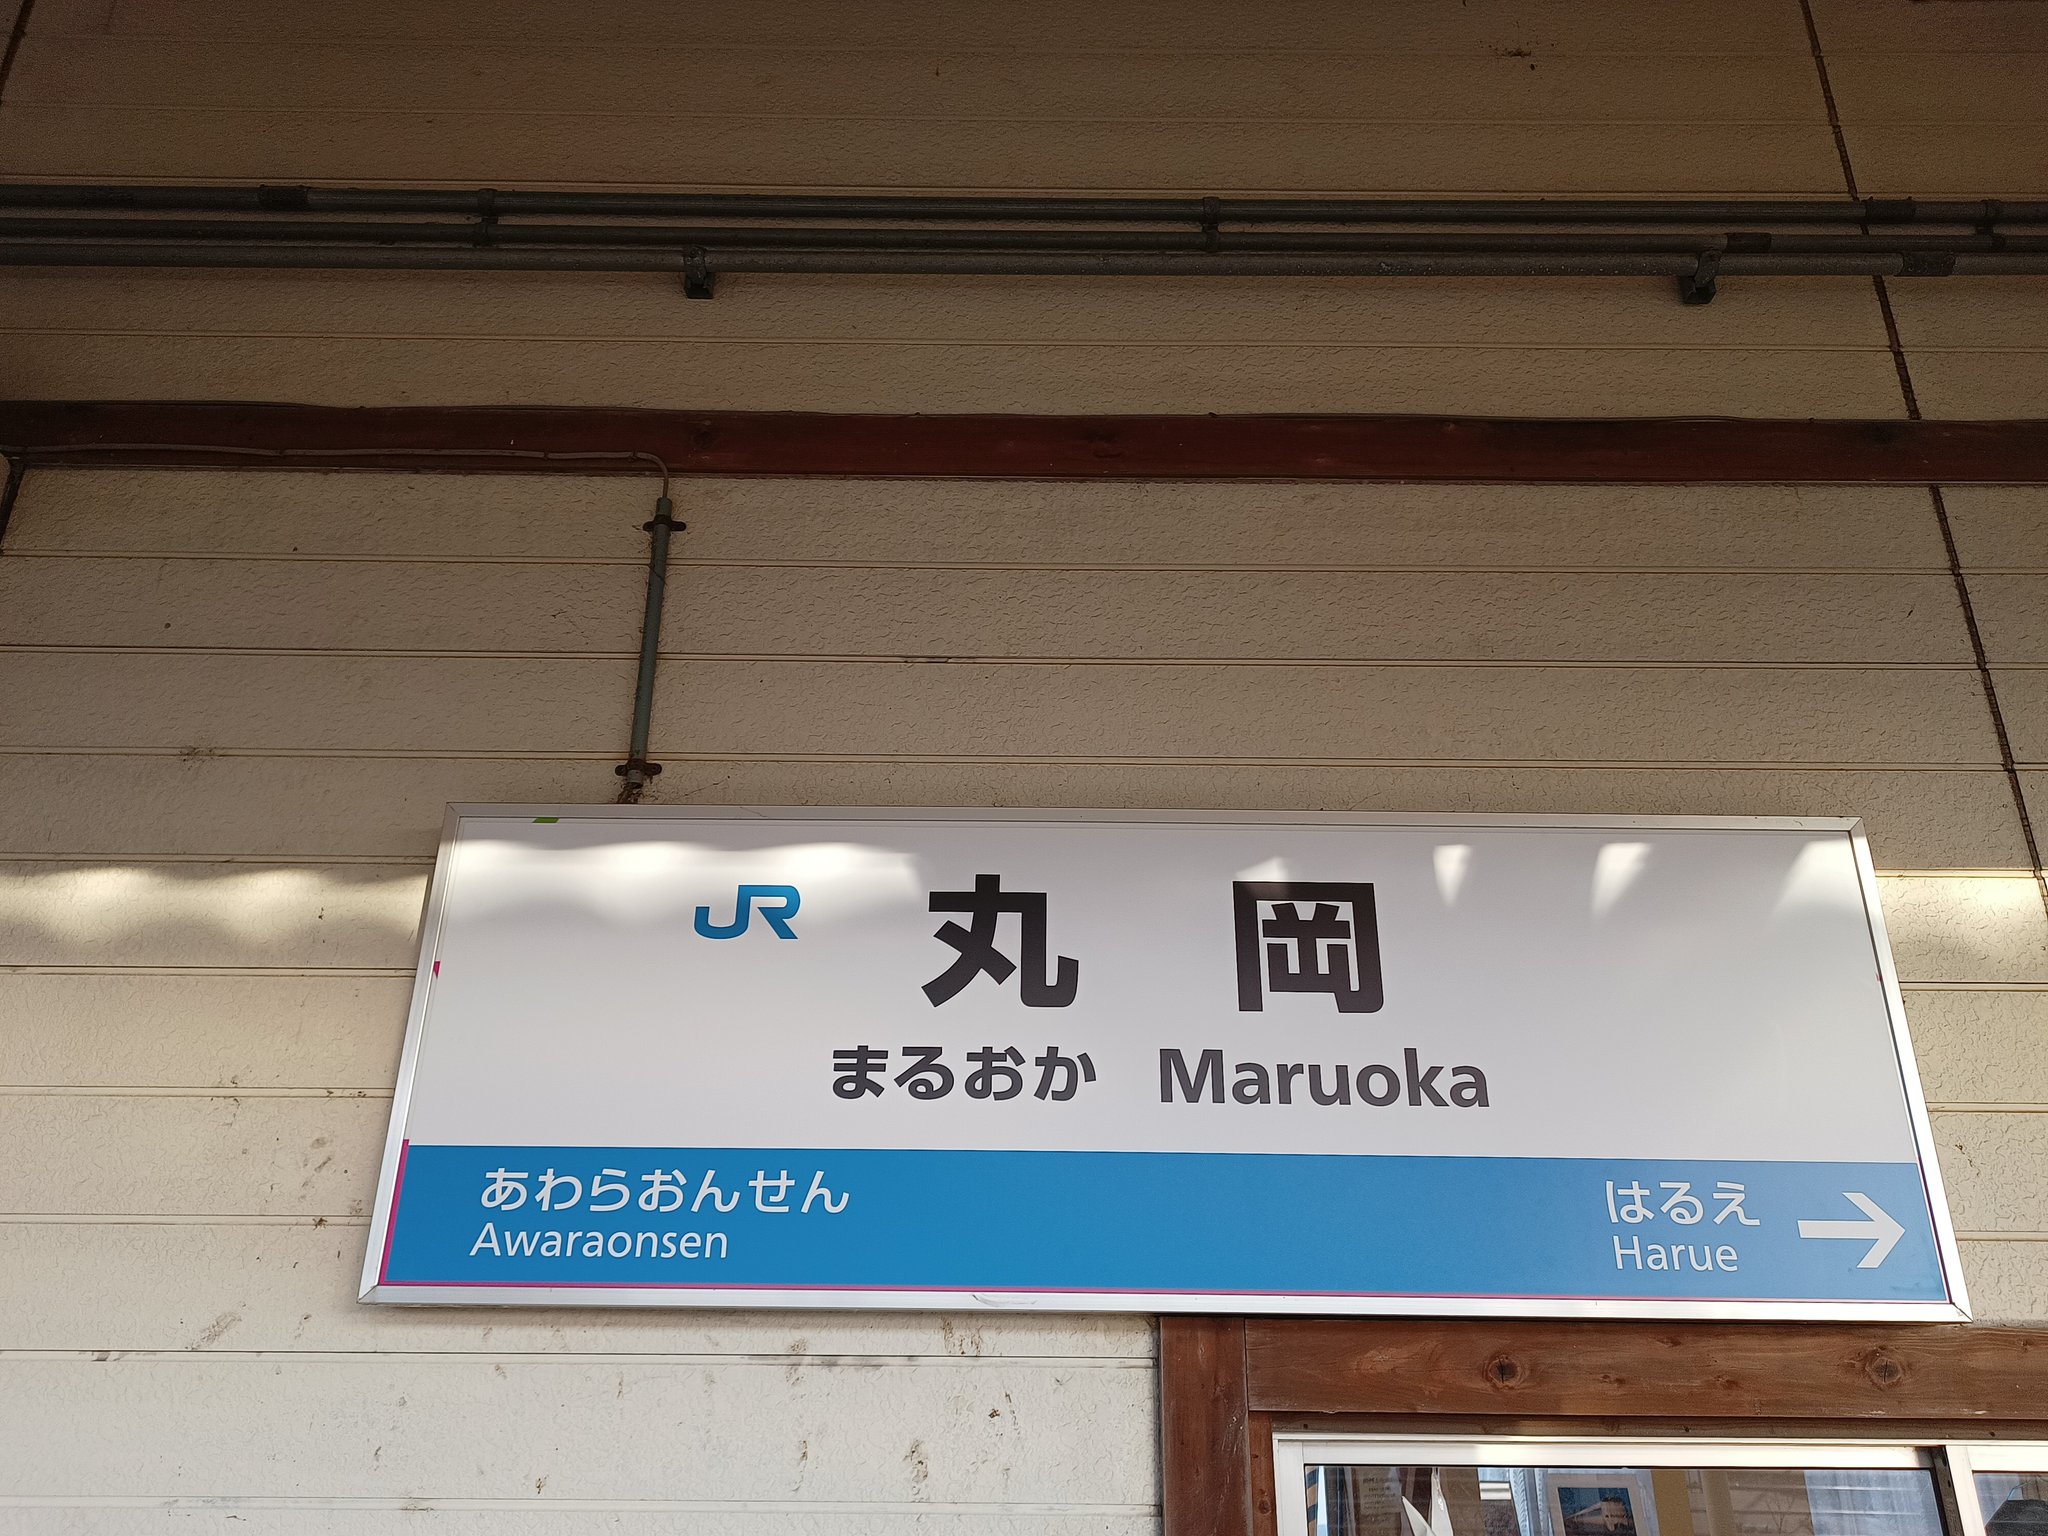 JR 丸岡
まるおか Maruoka
あわらおんせん
Awaraonsen
はるえ →
Harue